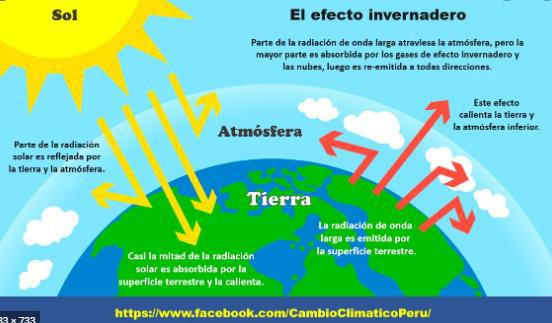 Sol
El efecto invernadero
Parte de la radiación de onda larga atraviesa la atmósfera, pero la
mayor parte es absorbida por los gases de efecto invernadero y
las nubes, luego es re-emitida a todas direcciones.
Este efecto
calienta la tierra y
la atmósfera inferior.
Atmósfera
Parte de la radiación
solar es reflejada por
la tierra y la atmósfera.
Tierra
La radiación de onda
larga es emitida por
la superficie terrestre.
Casi la mitad de la radiación
solar es absorbida por la
superficie terrestre y la calienta.
https://www.facebook.com/CambioClimaticoPeru/
33 × 733